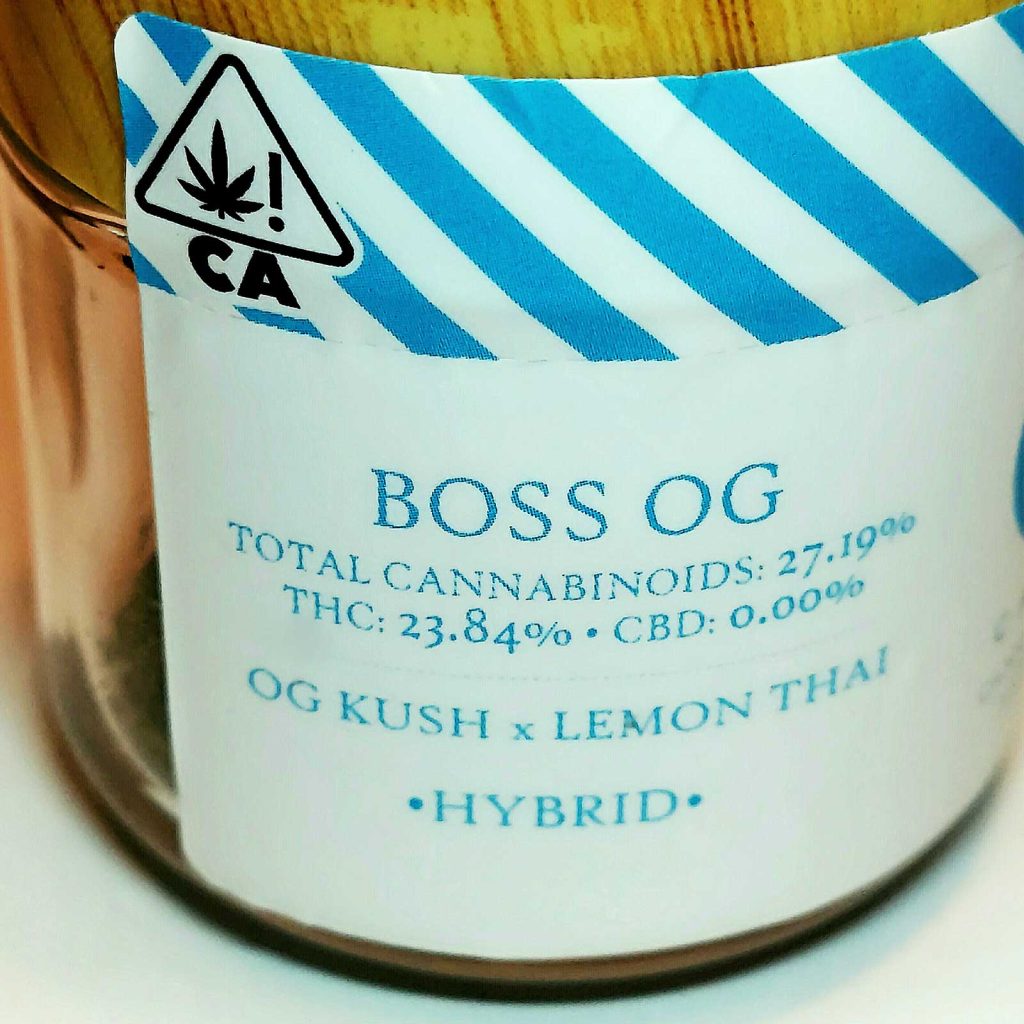 !
CA
BOSS OG
TOTAL CANNABINOIDS: 27.19%
THC: 23.84% • CBD: 0.00%
OG KUSH x LEMON THAI
•HYBRID•